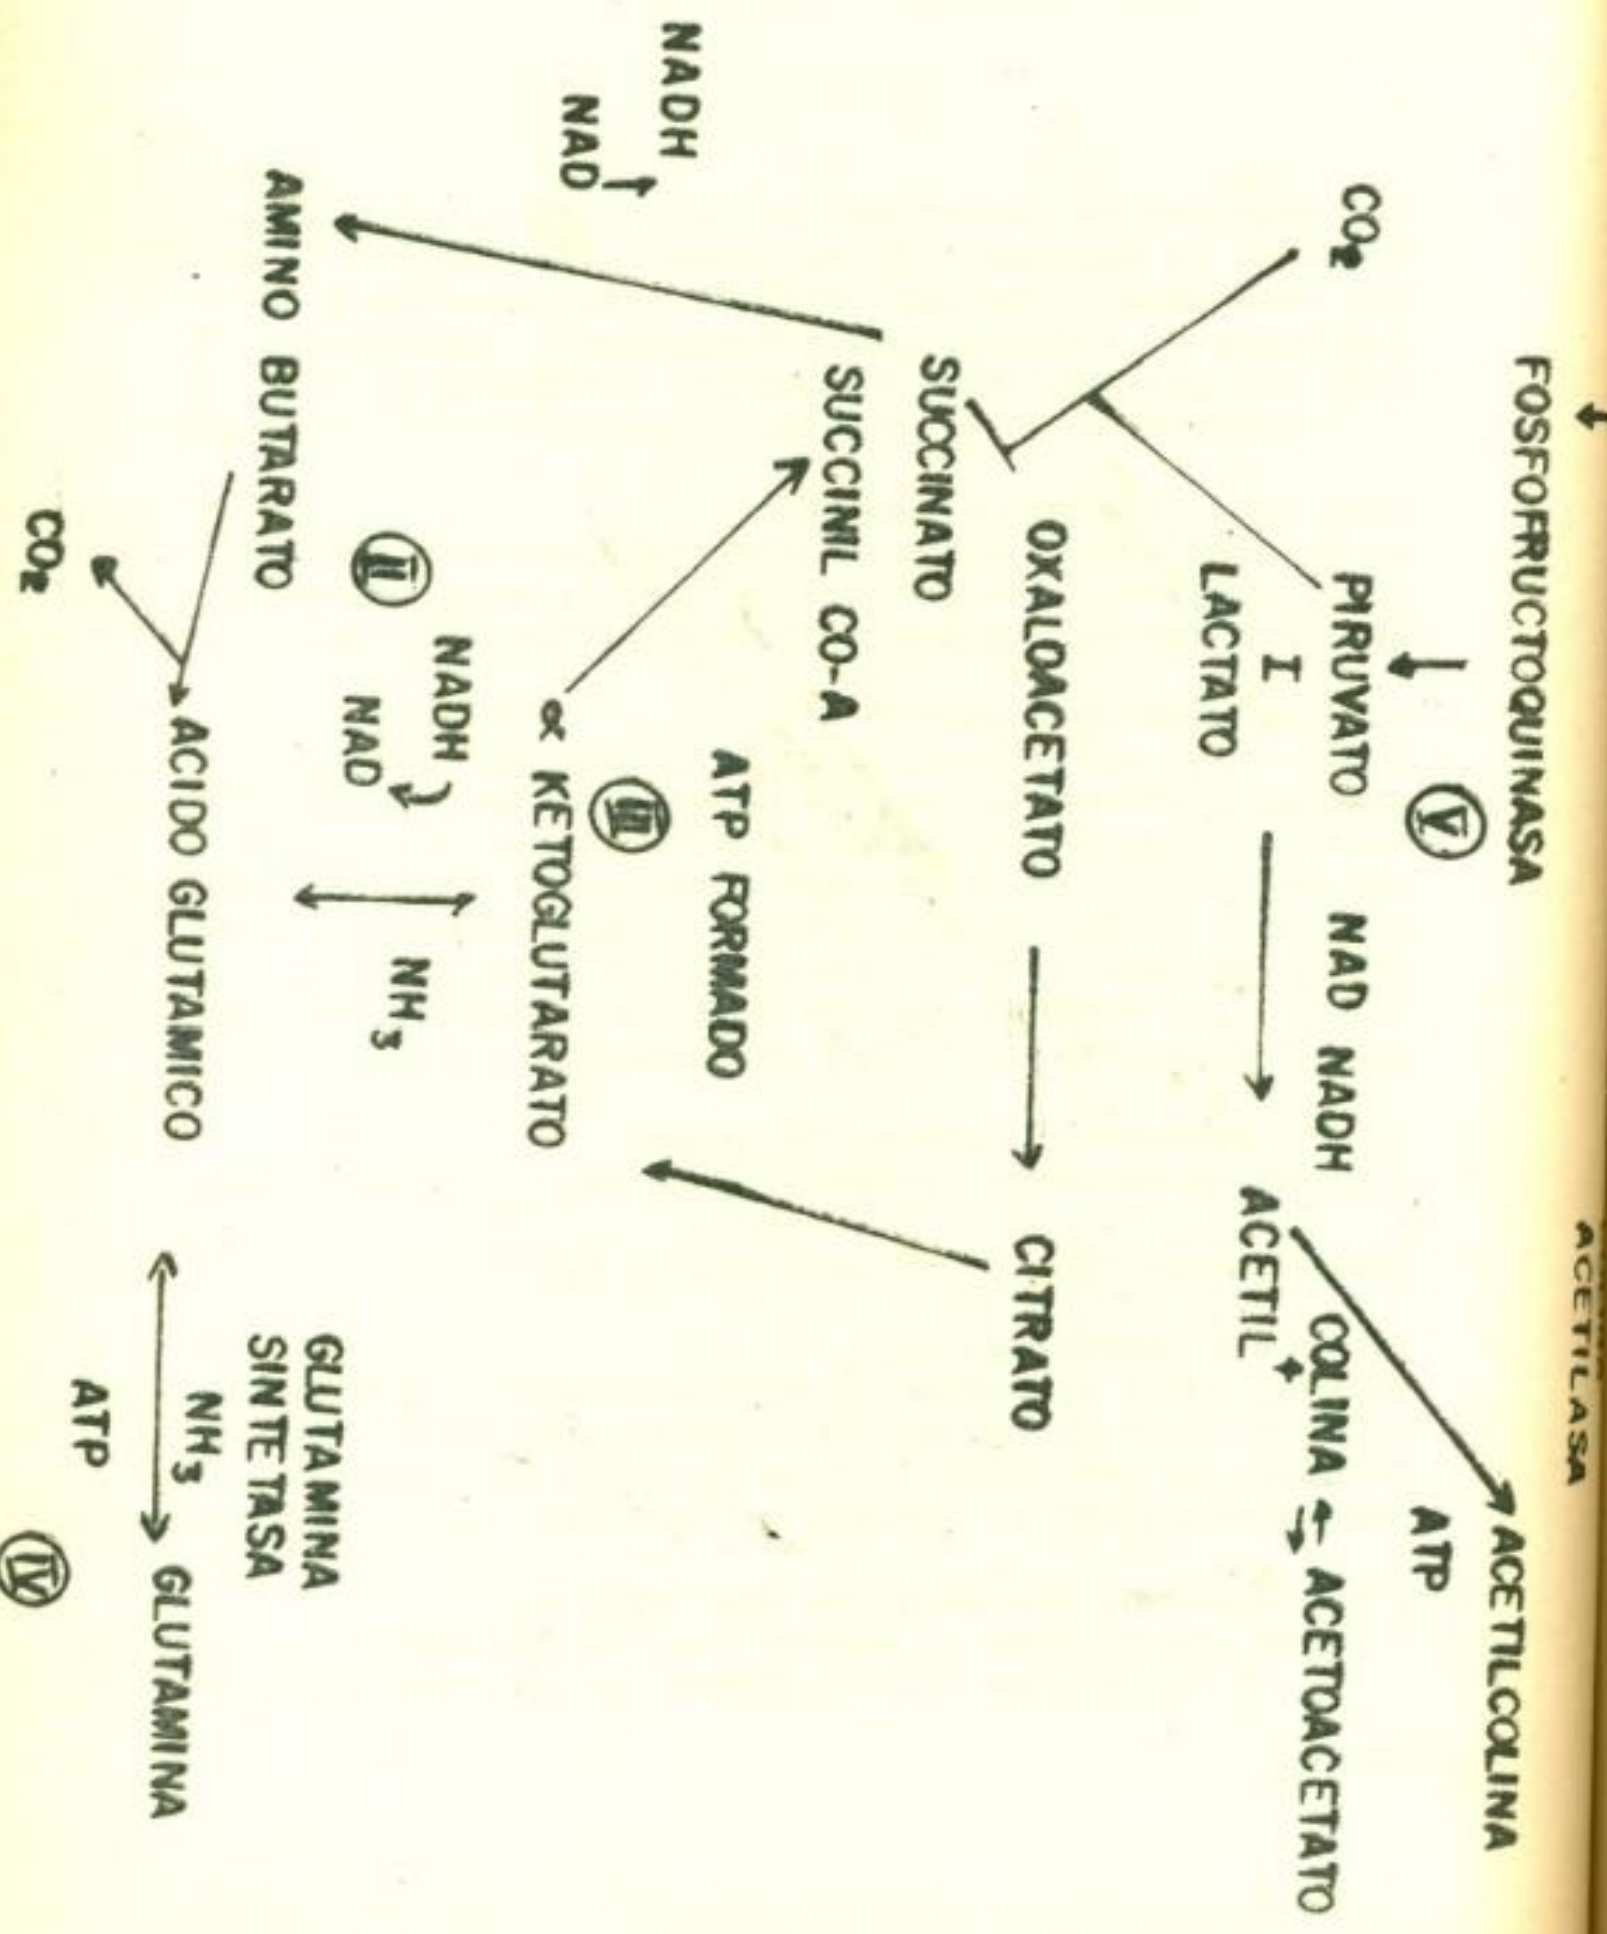 ACETILASA
FOSFOFRUCTOQUINASA
ACETILCOLINA
V
ATP
CO₂
PIRUVATO
NAD NADH
COLINA
ACETOACETATO
I
ACETIL +
LACTATO
OXALOACETATO
CITRATO
SUCCINATO
SUCCINIL CO-A
ATP FORMADO
NADH
NAD
III
∝ KETOGLUTARATO
NADH
II
NH₃
NAD
GLUTAMINA
AMINO BUTARATO
SINTETASA
NH₃
ACIDO GLUTAMICO
GLUTAMINA
ATP
CO₂
IV